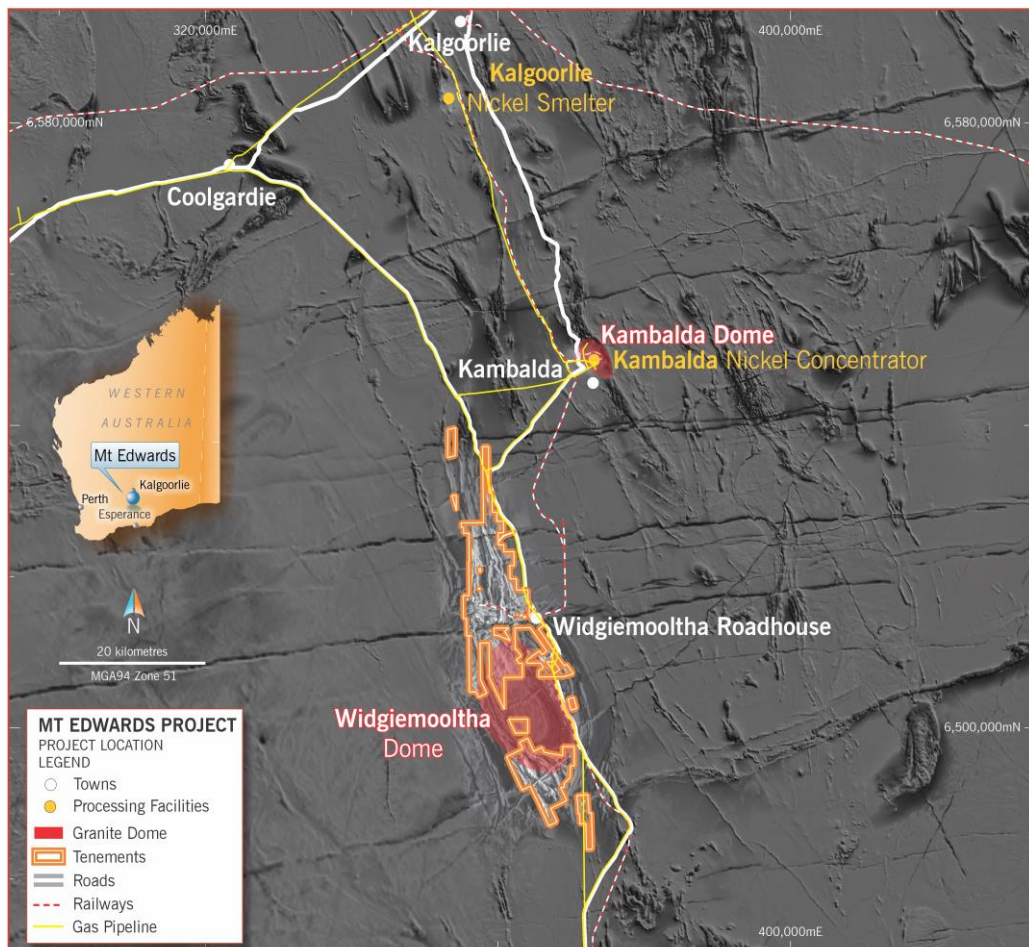 320,000mE
400,000mE
Kalgoorlie
Kalgoorlie
Nickel Smelter
6,580,000mN
6,580,000mN
Coolgardie
Kambalda Dome
Kambalda
Kambalda Nickel Concentrator
WESTERN
AUSTRALIA
Mt Edwards
Kalgoorlie
Perth
Esperance
N
20 kilometres
MGA94 Zone 51
Widgiemooltha Roadhouse
Widgiemooltha
Dome
6,500,000mN
MT EDWARDS PROJECT
PROJECT LOCATION
LEGEND
Towns
Processing Facilities
Granite Dome
Tenements
Roads
Railways
Gas Pipeline
400,000mE